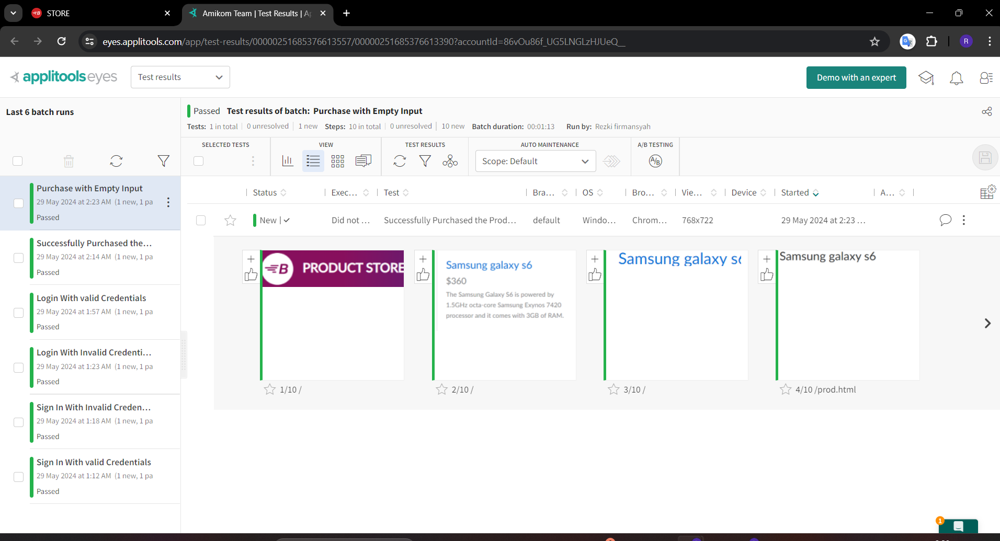 STORE
Amikom Team | Test Results | Ap
eyes.applitools.com/app/test-results/00000251685376613557/00000251685376613390?accountId=86vOu86f_UG5LNGLzHJUeQ__
R
applitools eyes
Test results
Demo with an expert
Last 6 batch runs
Passed Test results of batch: Purchase with Empty Input
Tests: 1 in total 0 unresolved 1 new Steps: 10 in total 0 unresolved 10 new Batch duration: 00:01:13 Run by: Rezki firmansyah
SELECTED TESTS
VIEW
TEST RESULTS
AUTO MAINTENANCE
A/B TESTING
Scope: Default
A/B
Purchase with Empty Input
29 May 2024 at 2:23 AM (1 new, 1 pa
Passed
Successfully Purchased the...
29 May 2024 at 2:14 AM (1 new, 1 pa
Passed
Login With valid Credentials
29 May 2024 at 1:57 AM (1 new, 1 pa
Passed
Login With Invalid Credenti...
29 May 2024 at 1:23 AM (1 new, 1 pa
Passed
Sign In With Invalid Creden...
29 May 2024 at 1:18 AM (1 new, 1 pa
Passed
Sign In With valid Credentials
29 May 2024 at 1:12 AM (1 new, 1 pa
Passed
Status Exec... Test Bra... OS Bro... Vie... Device Started A...
New | Did not ... Successfully Purchased the Prod... default Windo... Chrom... 768x722 29 May 2024 at 2:23 ...
B PRODUCT STORE
1/10 /
Samsung galaxy s6
$360
The Samsung Galaxy S6 is powered by
1.5GHz octa-core Samsung Exynos 7420
processor and it comes with 3GB of RAM.
2/10 /
Samsung galaxy s6
3/10 /
Samsung galaxy s6
4/10 /prod.html
1